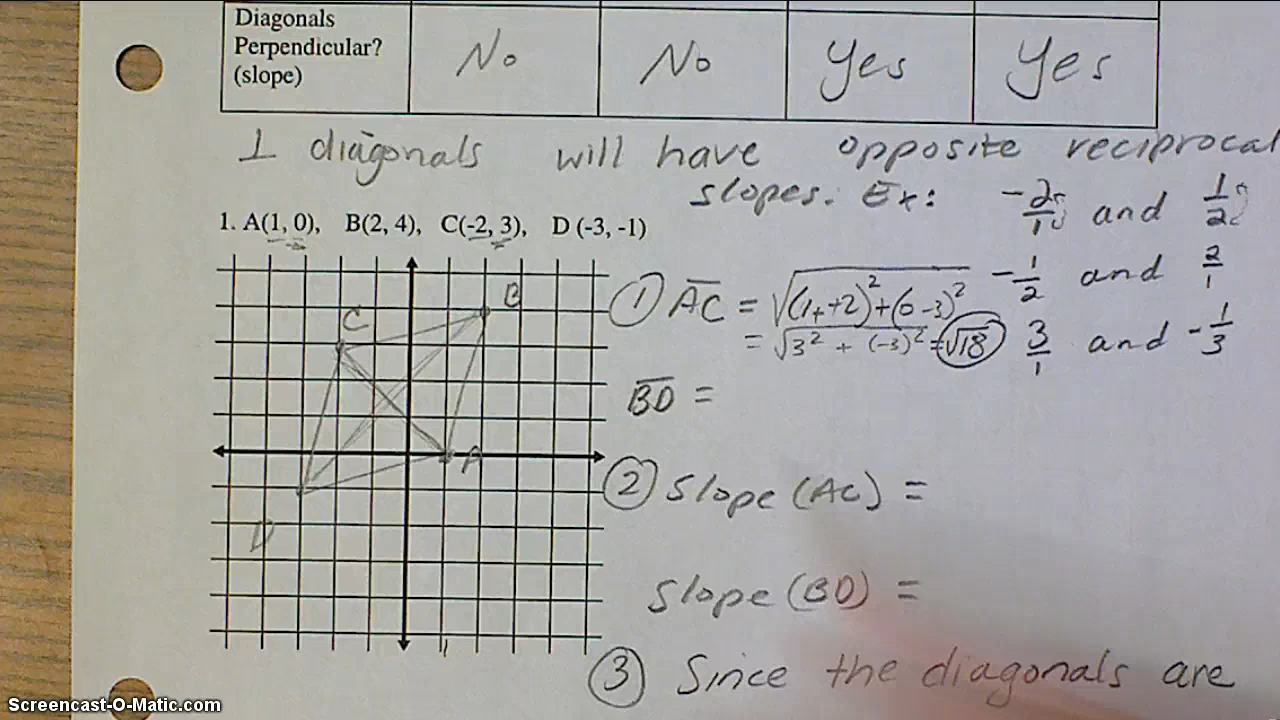 Diagonals
Perpendicular?
(slope)
No
No
Yes
Yes
⊥ diagonals will have opposite reciprocal
slopes. Ex: -2/1 and 1/2
-1/2 and 2/1
3/1 and -1/3
1. A(1, 0), B(2, 4), C(-2, 3), D (-3, -1)
B
C
A
D
① AC = √(1++2)²+(0-3)²
= √3² + (-3)² = √18
BD =
② Slope (AC) =
Slope (BD) =
③ Since the diagonals are
Screencast-O-Matic.com